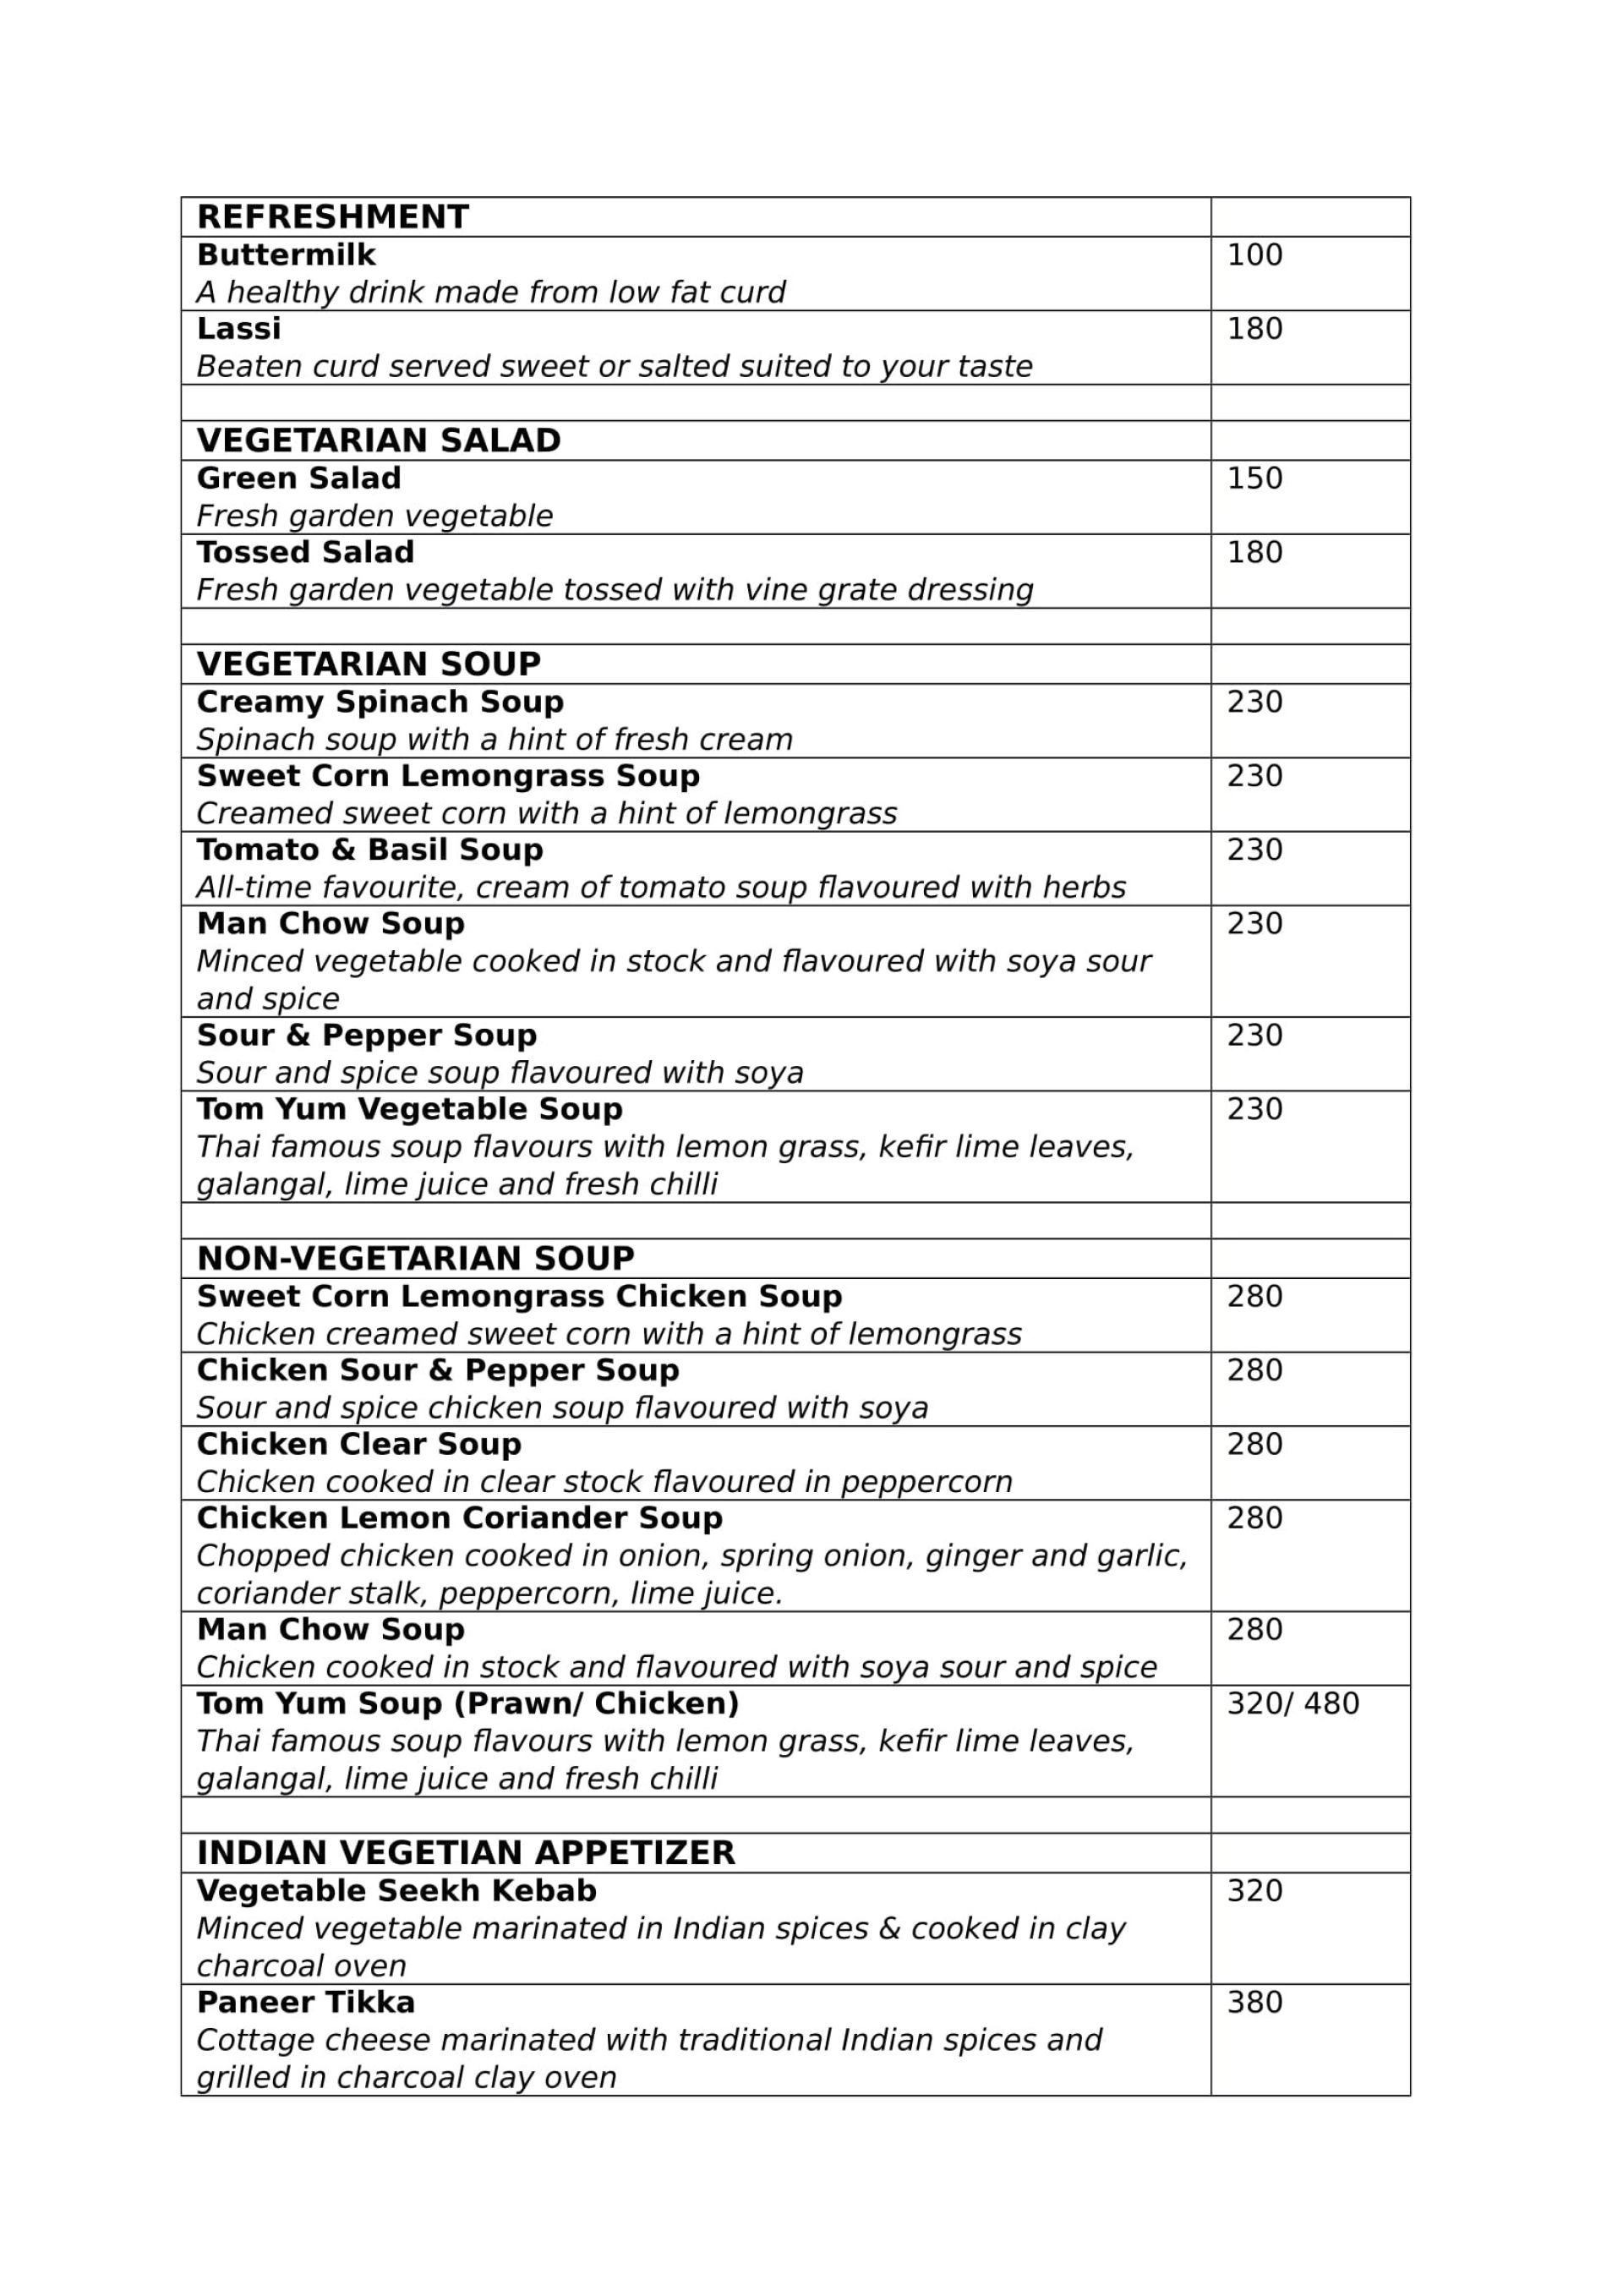 REFRESHMENT
Buttermilk 100
A healthy drink made from low fat curd
Lassi 180
Beaten curd served sweet or salted suited to your taste
VEGETARIAN SALAD
Green Salad 150
Fresh garden vegetable
Tossed Salad 180
Fresh garden vegetable tossed with vine grate dressing
VEGETARIAN SOUP
Creamy Spinach Soup 230
Spinach soup with a hint of fresh cream
Sweet Corn Lemongrass Soup 230
Creamed sweet corn with a hint of lemongrass
Tomato & Basil Soup 230
All-time favourite, cream of tomato soup flavoured with herbs
Man Chow Soup 230
Minced vegetable cooked in stock and flavoured with soya sour
and spice
Sour & Pepper Soup 230
Sour and spice soup flavoured with soya
Tom Yum Vegetable Soup 230
Thai famous soup flavours with lemon grass, kefir lime leaves,
galangal, lime juice and fresh chilli
NON-VEGETARIAN SOUP
Sweet Corn Lemongrass Chicken Soup 280
Chicken creamed sweet corn with a hint of lemongrass
Chicken Sour & Pepper Soup 280
Sour and spice chicken soup flavoured with soya
Chicken Clear Soup 280
Chicken cooked in clear stock flavoured in peppercorn
Chicken Lemon Coriander Soup 280
Chopped chicken cooked in onion, spring onion, ginger and garlic,
coriander stalk, peppercorn, lime juice.
Man Chow Soup 280
Chicken cooked in stock and flavoured with soya sour and spice
Tom Yum Soup (Prawn/ Chicken) 320/ 480
Thai famous soup flavours with lemon grass, kefir lime leaves,
galangal, lime juice and fresh chilli
INDIAN VEGETIAN APPETIZER
Vegetable Seekh Kebab 320
Minced vegetable marinated in Indian spices & cooked in clay
charcoal oven
Paneer Tikka 380
Cottage cheese marinated with traditional Indian spices and
grilled in charcoal clay oven